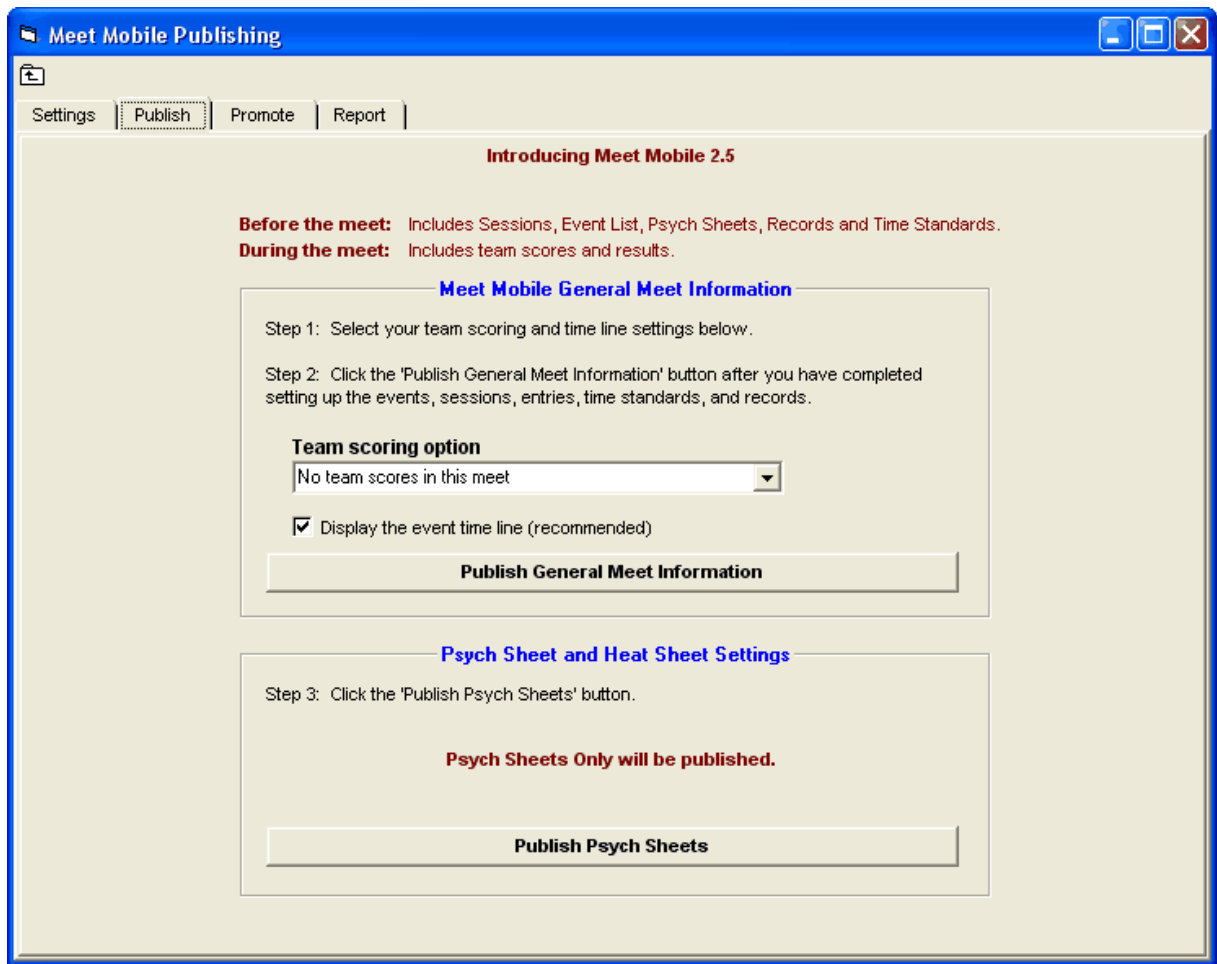 Meet Mobile Publishing
Settings Publish Promote Report
Introducing Meet Mobile 2.5
Before the meet: Includes Sessions, Event List, Psych Sheets, Records and Time Standards.
During the meet: Includes team scores and results.
Meet Mobile General Meet Information
Step 1: Select your team scoring and time line settings below.
Step 2: Click the 'Publish General Meet Information' button after you have completed
setting up the events, sessions, entries, time standards, and records.
Team scoring option
No team scores in this meet
Display the event time line (recommended)
Publish General Meet Information
Psych Sheet and Heat Sheet Settings
Step 3: Click the 'Publish Psych Sheets' button.
Psych Sheets Only will be published.
Publish Psych Sheets